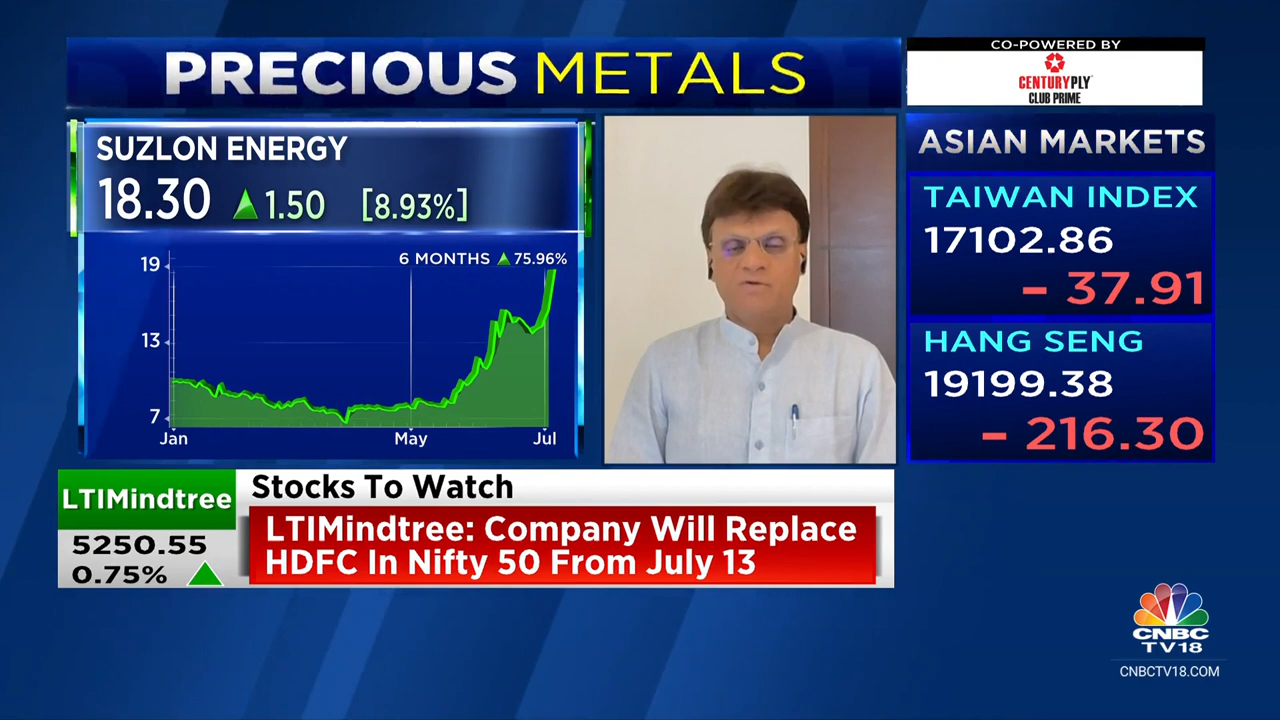 PRECIOUS METALS
CO-POWERED BY
CENTURYPLY
CLUB PRIME
SUZLON ENERGY
18.30 ▲ 1.50 [8.93%]
6 MONTHS ▲ 75.96%
19
13
7
Jan May Jul
ASIAN MARKETS
TAIWAN INDEX
17102.86
- 37.91
HANG SENG
19199.38
- 216.30
LTIMindtree
5250.55
0.75% ▲
Stocks To Watch
LTIMindtree: Company Will Replace
HDFC In Nifty 50 From July 13
CNBC
TV18
CNBCTV18.COM